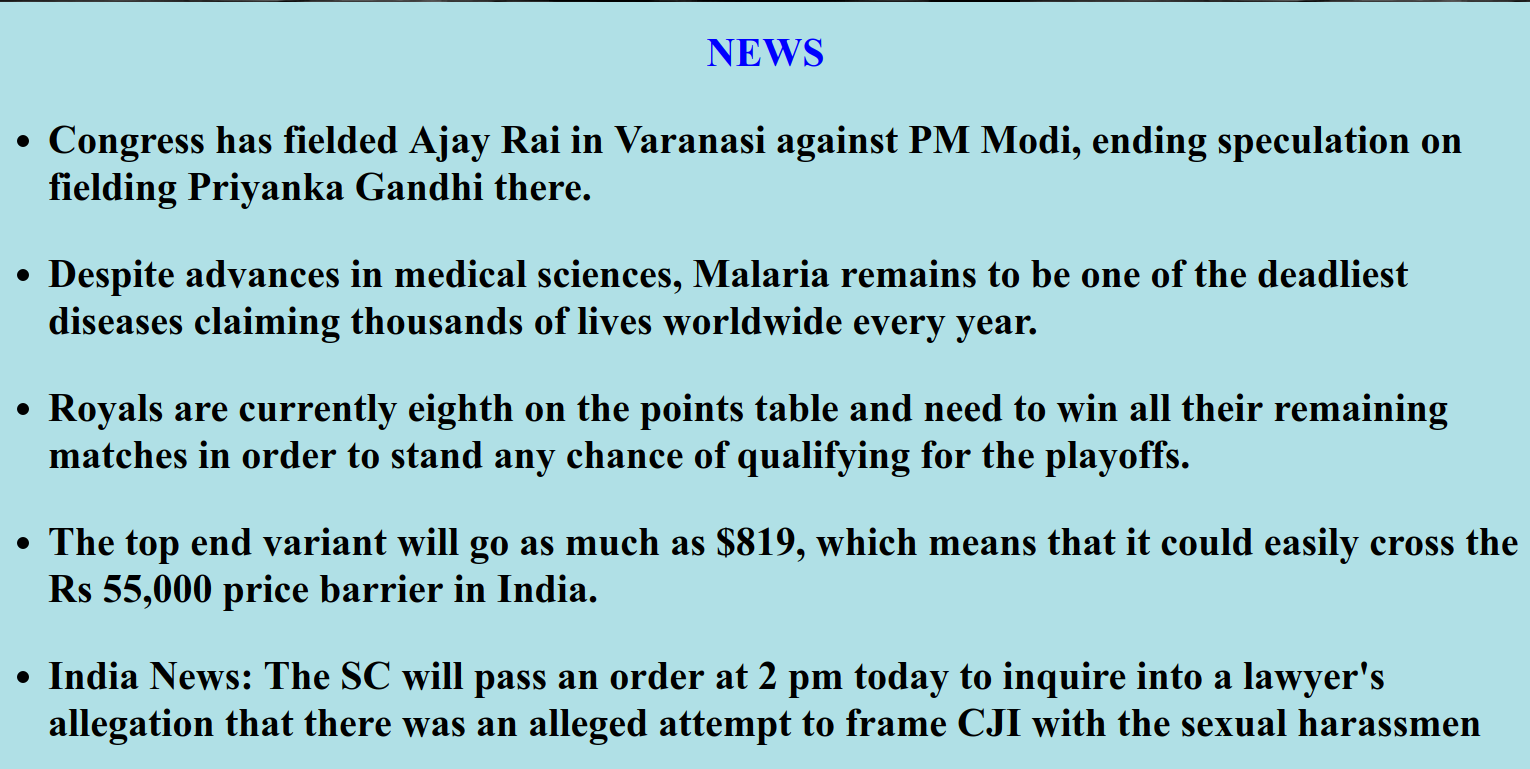 NEWS
• Congress has fielded Ajay Rai in Varanasi against PM Modi, ending speculation on
fielding Priyanka Gandhi there.
• Despite advances in medical sciences, Malaria remains to be one of the deadliest
diseases claiming thousands of lives worldwide every year.
• Royals are currently eighth on the points table and need to win all their remaining
matches in order to stand any chance of qualifying for the playoffs.
• The top end variant will go as much as $819, which means that it could easily cross the
Rs 55,000 price barrier in India.
• India News: The SC will pass an order at 2 pm today to inquire into a lawyer's
allegation that there was an alleged attempt to frame CJI with the sexual harassmen